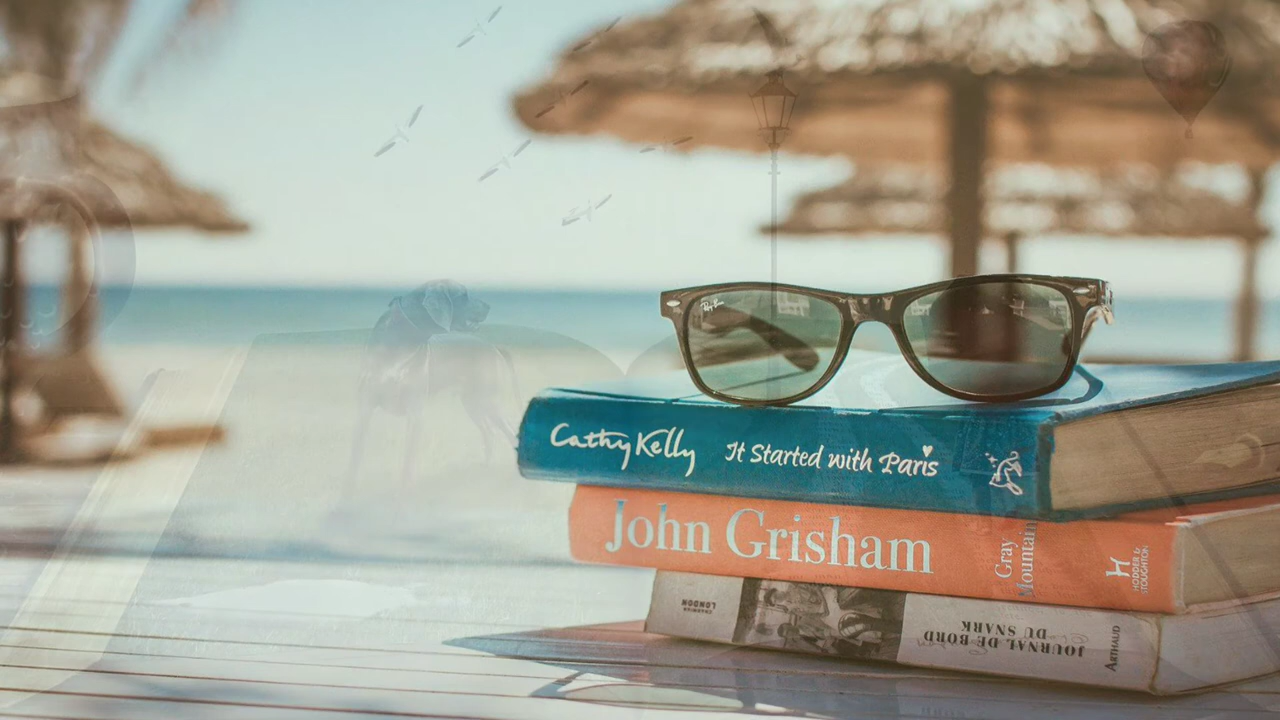 Ray-Ban
Cathy Kelly It Started with Paris
John Grisham Gray
Mountain
HODDER &
STOUGHTON
LONDON
JOURNAL DE BORD
DU SNARK
ARTHAUD